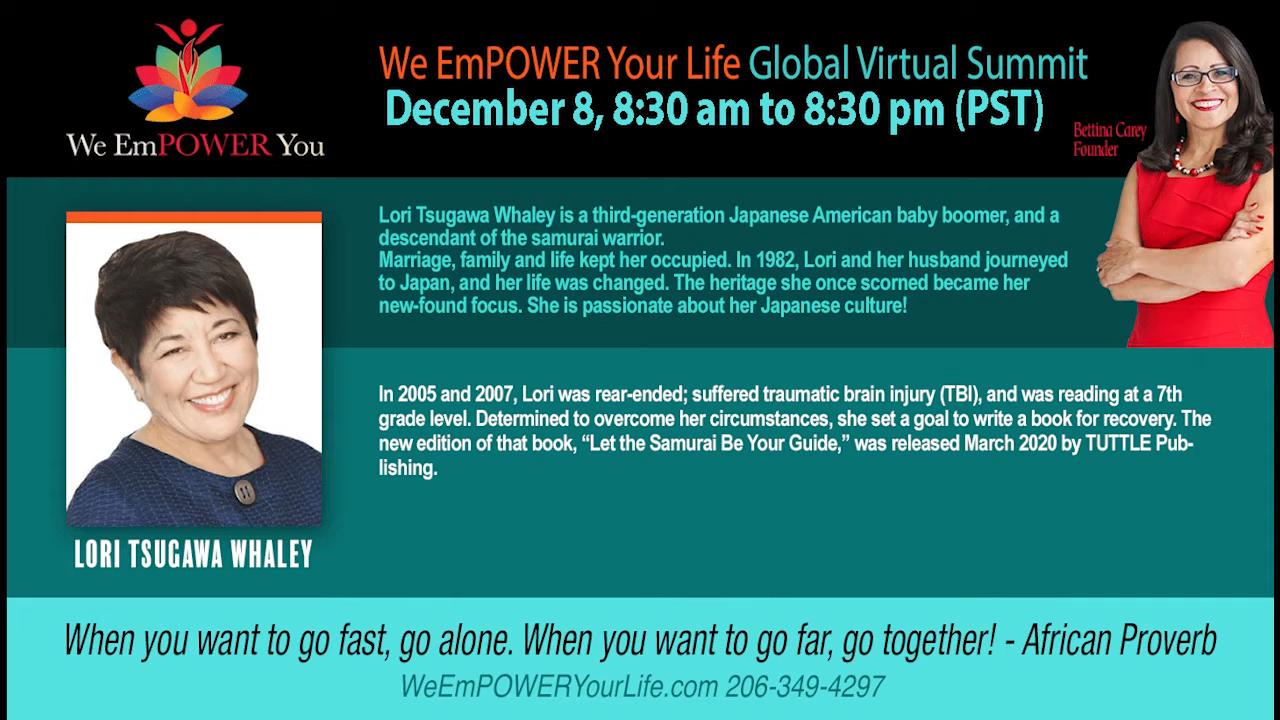 We EmPOWER Your Life Global Virtual Summit
December 8, 8:30 am to 8:30 pm (PST)
We EmPOWER You
Bettina Carey
Founder
Lori Tsugawa Whaley is a third-generation Japanese American baby boomer, and a
descendant of the samurai warrior.
Marriage, family and life kept her occupied. In 1982, Lori and her husband journeyed
to Japan, and her life was changed. The heritage she once scorned became her
new-found focus. She is passionate about her Japanese culture!
In 2005 and 2007, Lori was rear-ended; suffered traumatic brain injury (TBI), and was reading at a 7th
grade level. Determined to overcome her circumstances, she set a goal to write a book for recovery. The
new edition of that book, “Let the Samurai Be Your Guide,” was released March 2020 by TUTTLE Pub-
lishing.
LORI TSUGAWA WHALEY
When you want to go fast, go alone. When you want to go far, go together! - African Proverb
WeEmPOWERYourLife.com 206-349-4297